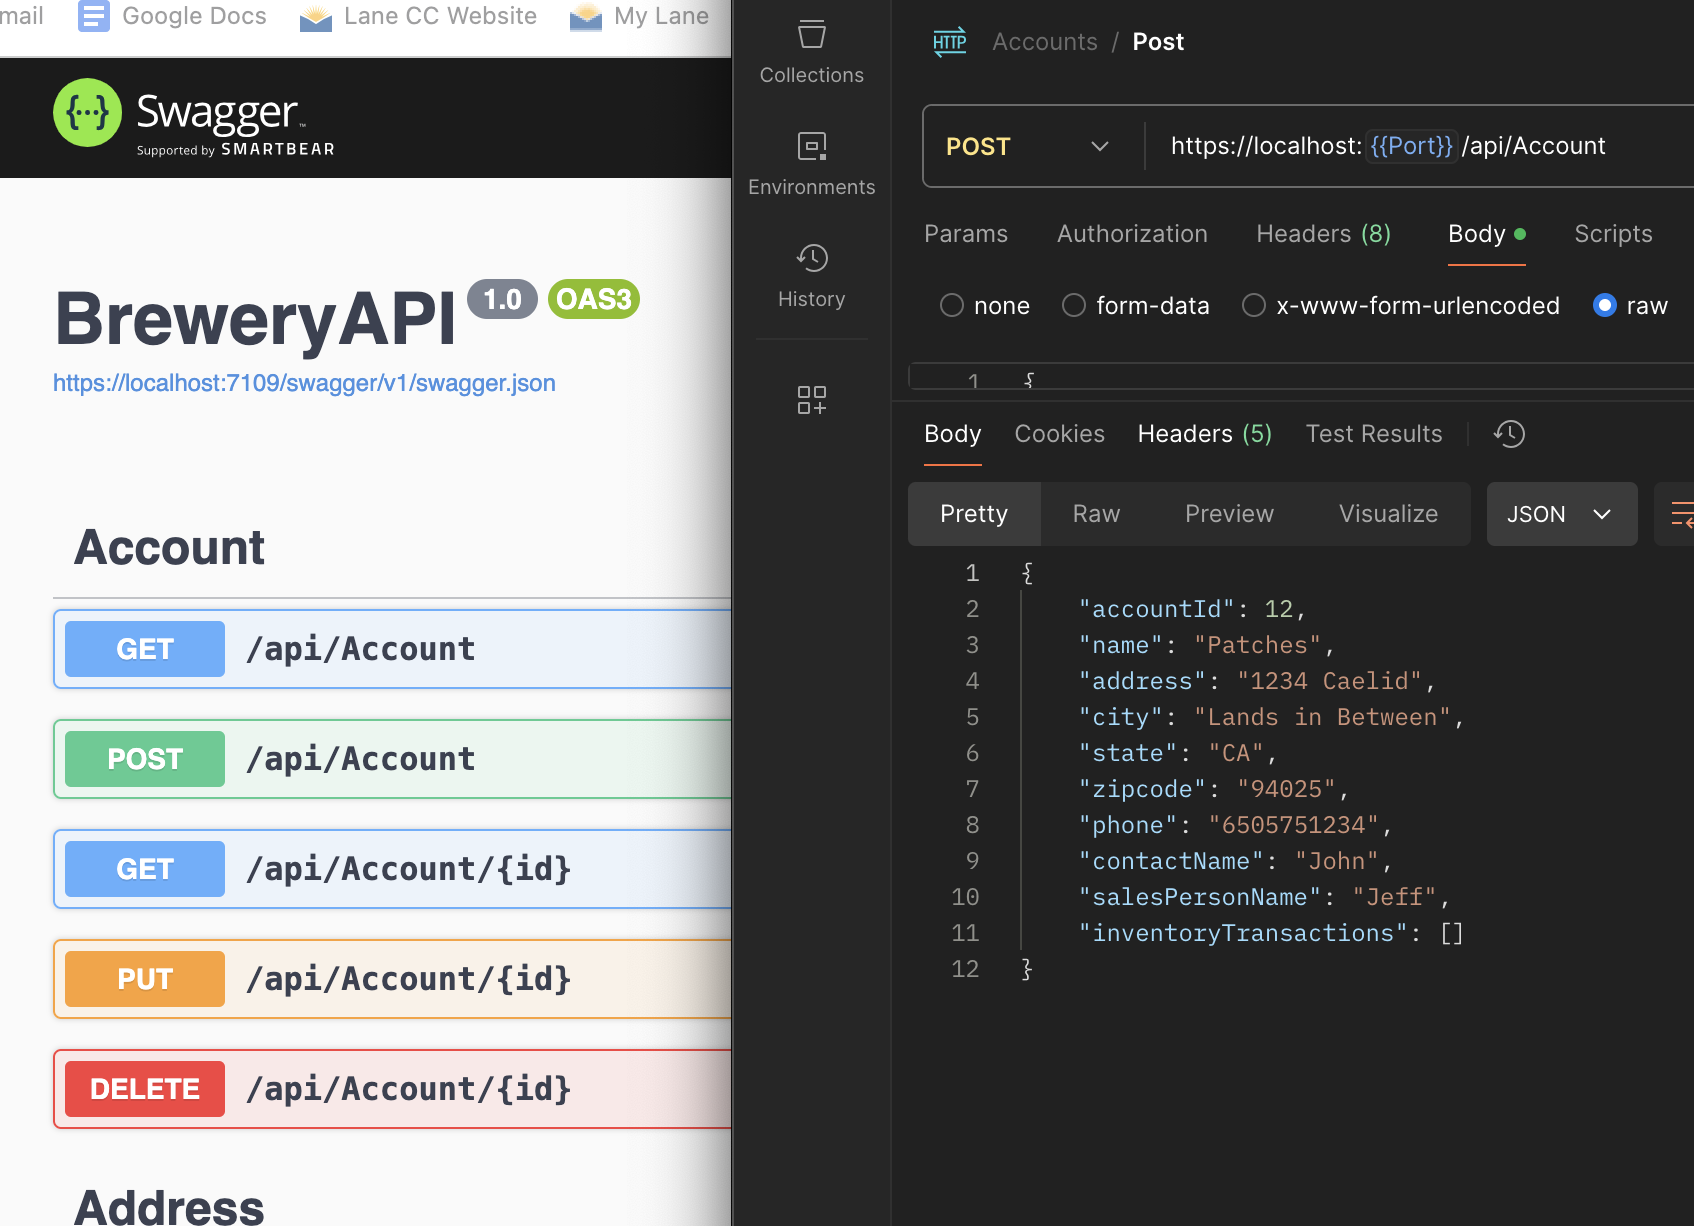 mail Google Docs Lane CC Website My Lane
{···} Swagger™
Supported by SMARTBEAR
BreweryAPI 1.0 OAS3
https://localhost:7109/swagger/v1/swagger.json
Account
GET /api/Account
POST /api/Account
GET /api/Account/{id}
PUT /api/Account/{id}
DELETE /api/Account/{id}
Address
Collections
Environments
History
HTTP Accounts / Post
POST https://localhost:{{Port}}/api/Account
Params Authorization Headers (8) Body Scripts
none form-data x-www-form-urlencoded raw
1 {
Body Cookies Headers (5) Test Results
Pretty Raw Preview Visualize JSON
1 {
2 "accountId": 12,
3 "name": "Patches",
4 "address": "1234 Caelid",
5 "city": "Lands in Between",
6 "state": "CA",
7 "zipcode": "94025",
8 "phone": "6505751234",
9 "contactName": "John",
10 "salesPersonName": "Jeff",
11 "inventoryTransactions": []
12 }